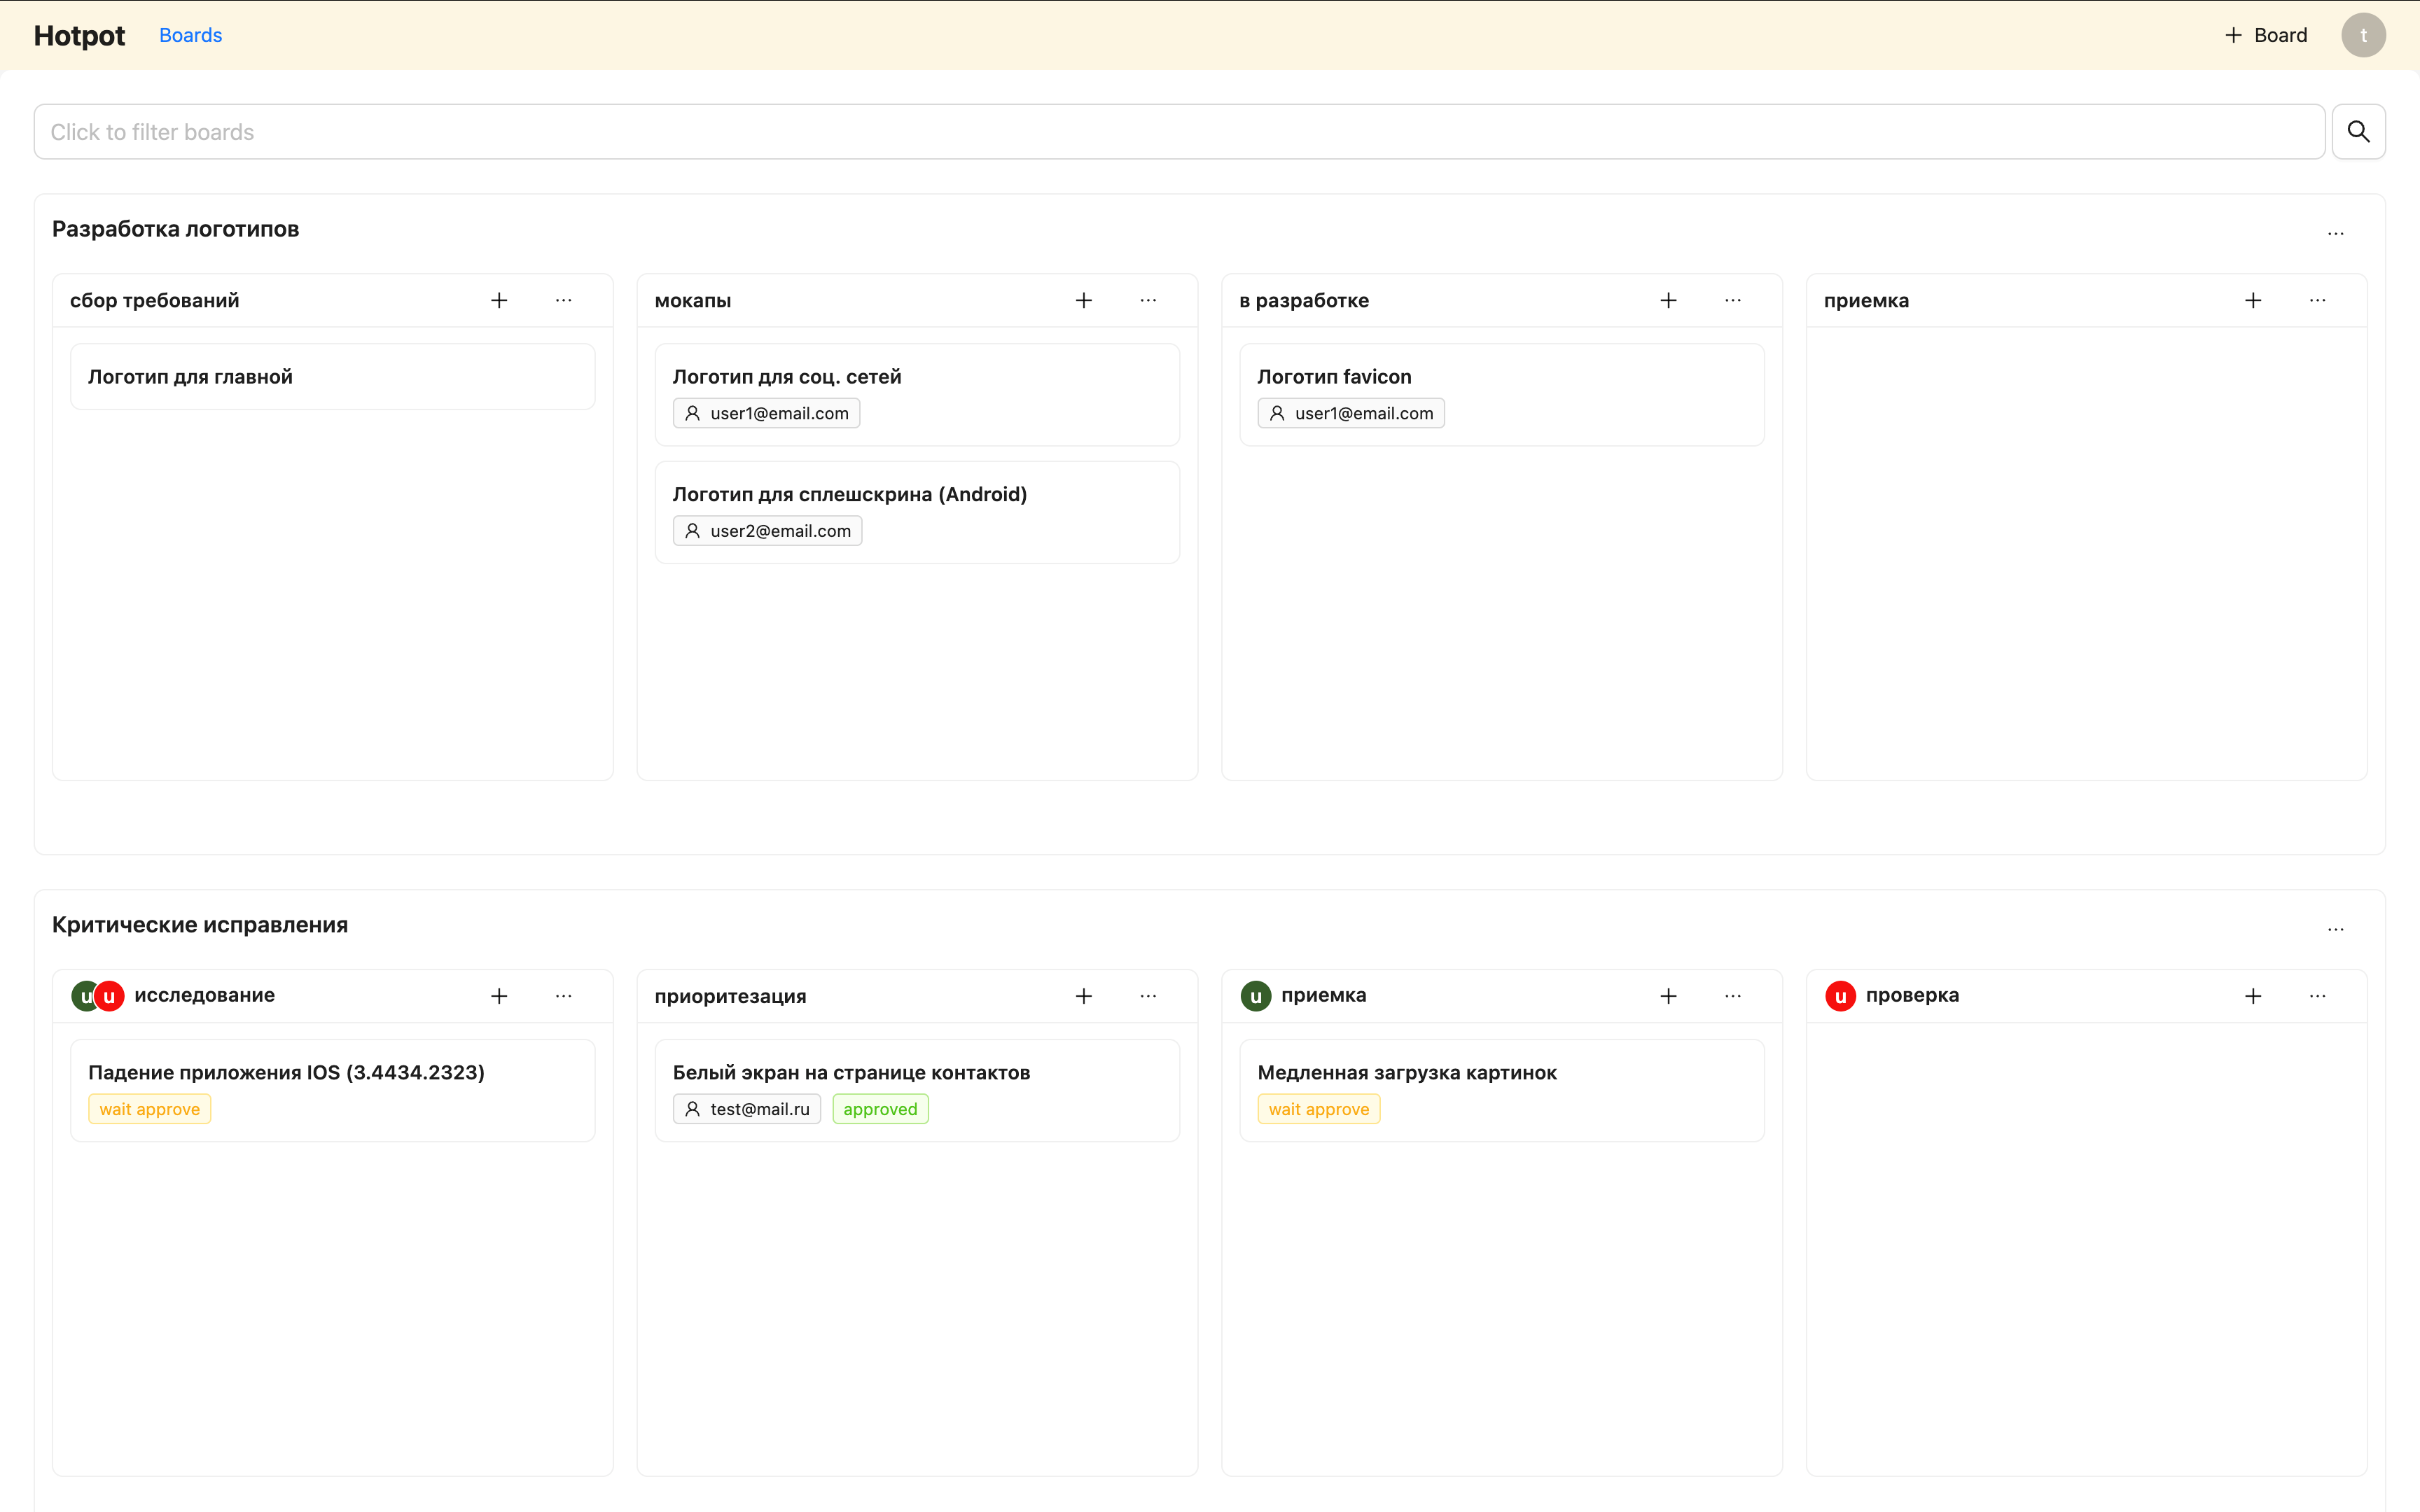 Hotpot Boards + Board t
Click to filter boards
Разработка логотипов
сбор требований
Логотип для главной
мокапы
Логотип для соц. сетей
user1@email.com
Логотип для сплешскрина (Android)
user2@email.com
в разработке
Логотип favicon
user1@email.com
приемка
Критические исправления
u u исследование
Падение приложения IOS (3.4434.2323)
wait approve
приоритезация
Белый экран на странице контактов
test@mail.ru approved
u приемка
Медленная загрузка картинок
wait approve
u проверка